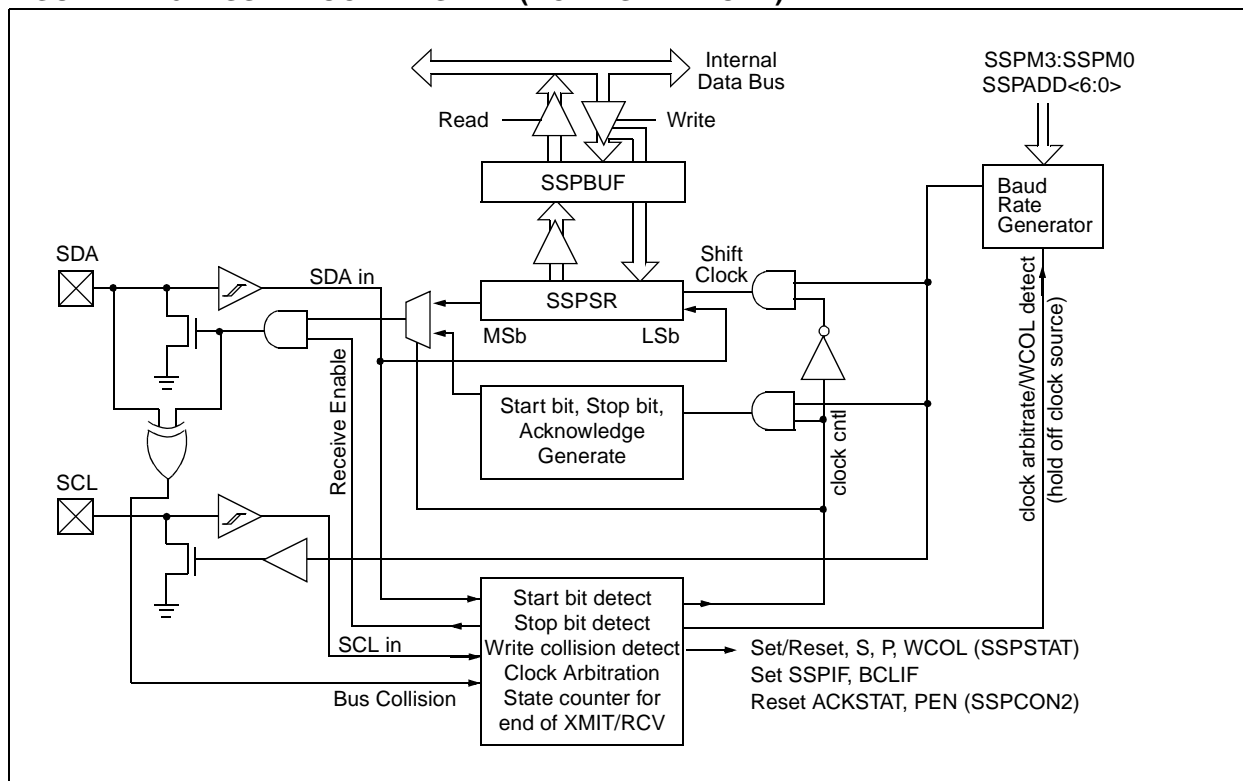 Internal
Data Bus
SSPM3:SSPM0
SSPADD<6:0>
Read
Write
SSPBUF
Baud
Rate
Generator
SDA
SDA in
Shift
Clock
SSPSR
MSb
LSb
Start bit, Stop bit,
Acknowledge
Generate
Receive Enable
clock cntl
clock arbitrate/WCOL detect
(hold off clock source)
SCL
SCL in
Bus Collision
Start bit detect
Stop bit detect
Write collision detect
Clock Arbitration
State counter for
end of XMIT/RCV
Set/Reset, S, P, WCOL (SSPSTAT)
Set SSPIF, BCLIF
Reset ACKSTAT, PEN (SSPCON2)